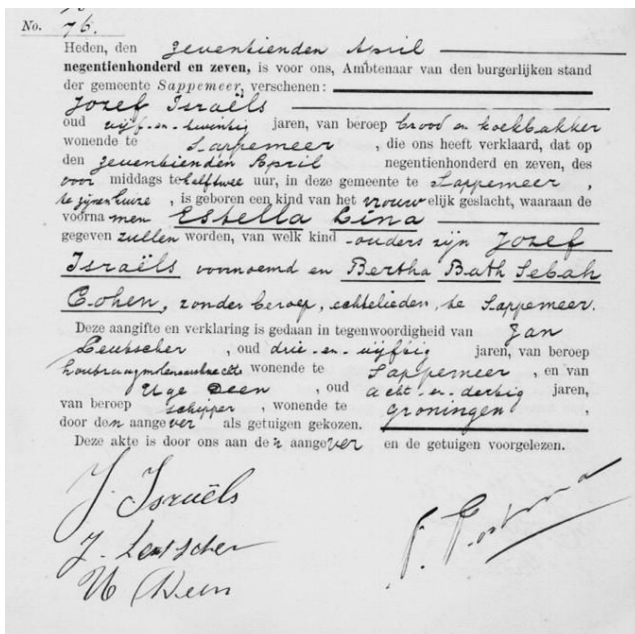 No. 76.
Heden, den zeventienden April
negentienhonderd en zeven, is voor ons, Ambtenaar van den burgerlijken stand
der gemeente Sappemeer, verschenen:
Jozef Israëls
oud vijf-en-twintig jaren, van beroep brood en koekbakker
wonende te Sappemeer, die ons heeft verklaard, dat op
den zeventienden April negentienhonderd en zeven, des
voor middags te half twee uur, in deze gemeente te Sappemeer,
te zijnen huize, is geboren een kind van het vrouwelijk geslacht, waaraan de
voornamen Estella Lina
gegeven zullen worden, van welk kind ouders zijn Jozef
Israëls voornoemd en Bertha Bath Sebah
Cohen, zonder beroep, echtelieden, te Sappemeer.
Deze aangifte en verklaring is gedaan in tegenwoordigheid van Jan
Leutscher, oud drie-en-vijftig jaren, van beroep
wonende te Sappemeer, en van
Uge Deen, oud acht-en-dertig jaren,
van beroep schipper, wonende te Groningen,
door den aangever als getuigen gekozen.
Deze akte is door ons aan den aangever en de getuigen voorgelezen.
J. Israëls
J. Leutscher
U Deen